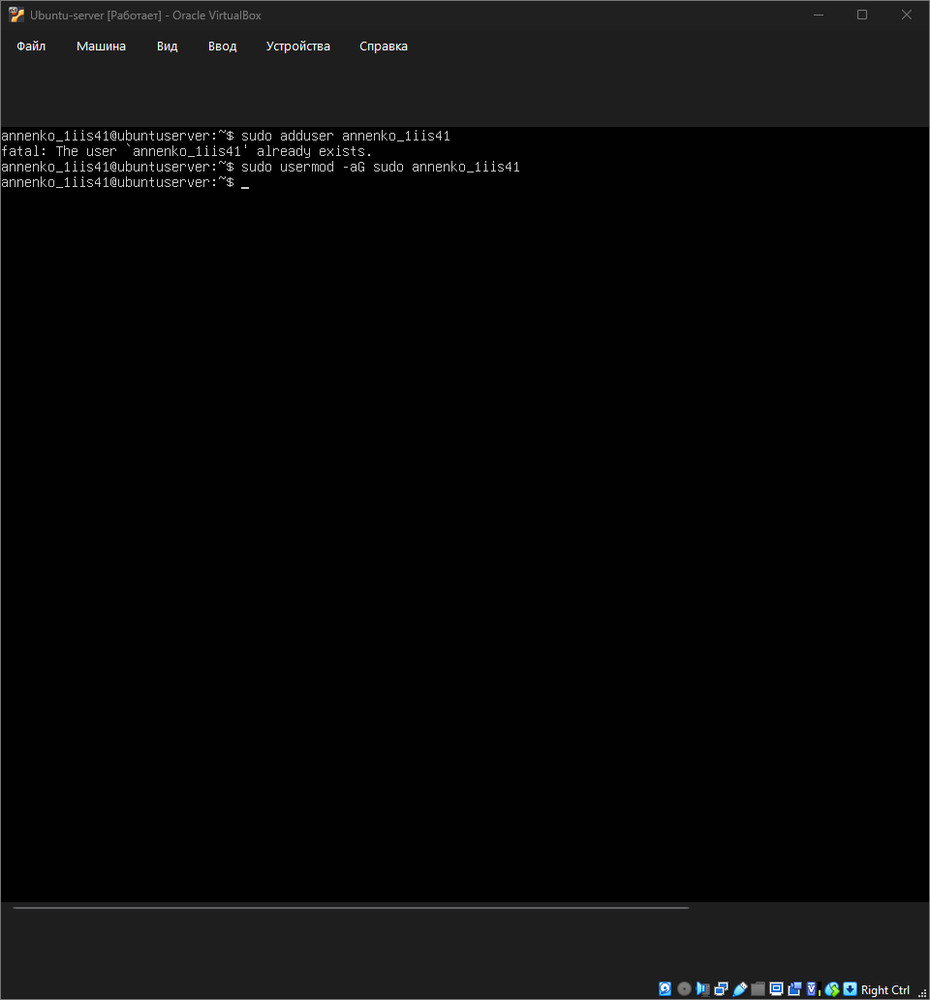 Ubuntu-server [Работает] - Oracle VirtualBox
Файл Машина Вид Ввод Устройства Справка
annenko_1iis41@ubuntuserver:~$ sudo adduser annenko_1iis41
fatal: The user `annenko_1iis41' already exists.
annenko_1iis41@ubuntuserver:~$ sudo usermod -aG sudo annenko_1iis41
annenko_1iis41@ubuntuserver:~$ _
Right Ctrl